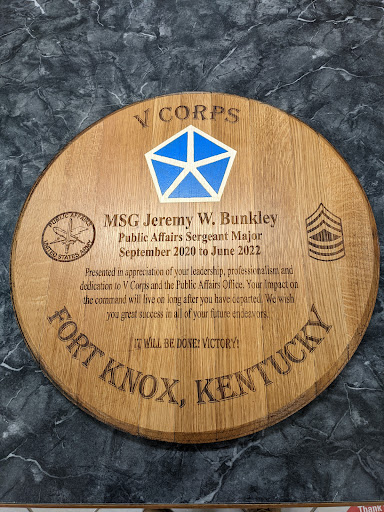 V CORPS
MSG Jeremy W. Bunkley
Public Affairs Sergeant Major
September 2020 to June 2022
PUBLIC AFFAIRS
UNITED STATES ARMY
Presented in appreciation of your leadership, professionalism and
dedication to V Corps and the Public Affairs Office. Your impact on
the command will live on long after you have departed. We wish
you great success in all of your future endeavors.
IT WILL BE DONE! VICTORY!
FORT KNOX, KENTUCKY
Thank